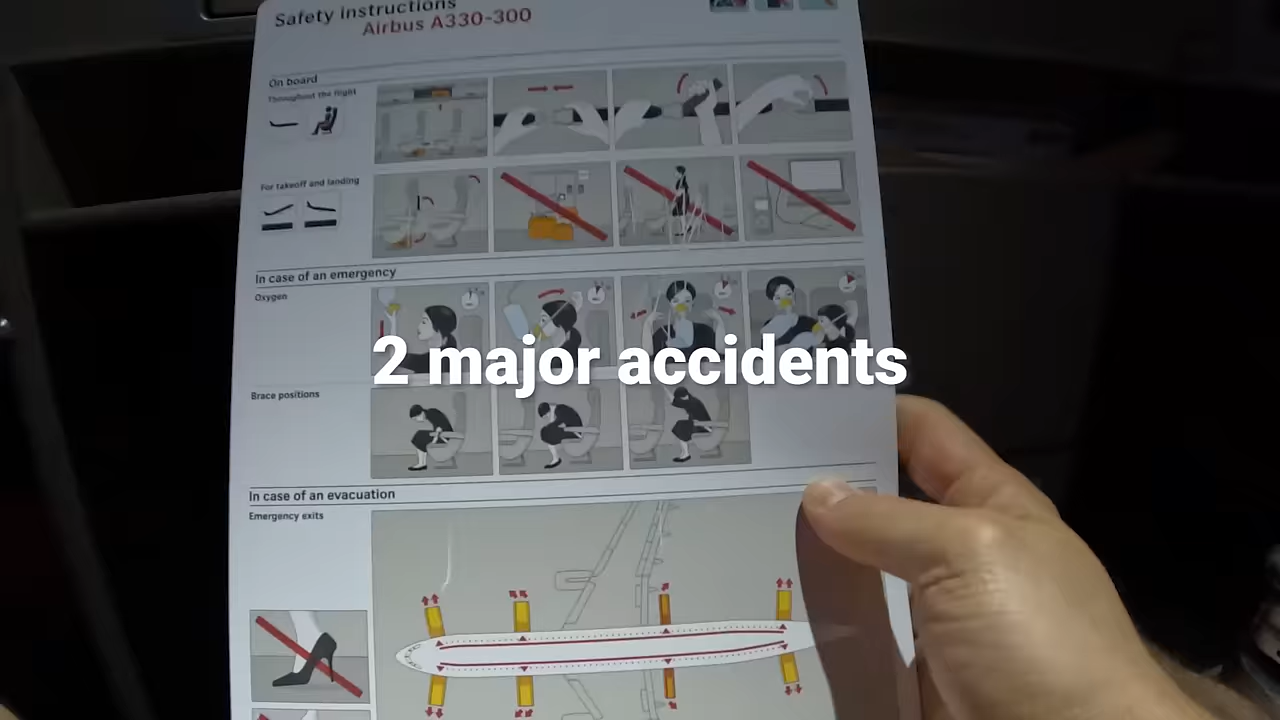 Safety instructions
Airbus A330-300
On board
Throughout the flight
For takeoff and landing
In case of an emergency
Oxygen
2 major accidents
Brace positions
In case of an evacuation
Emergency exits